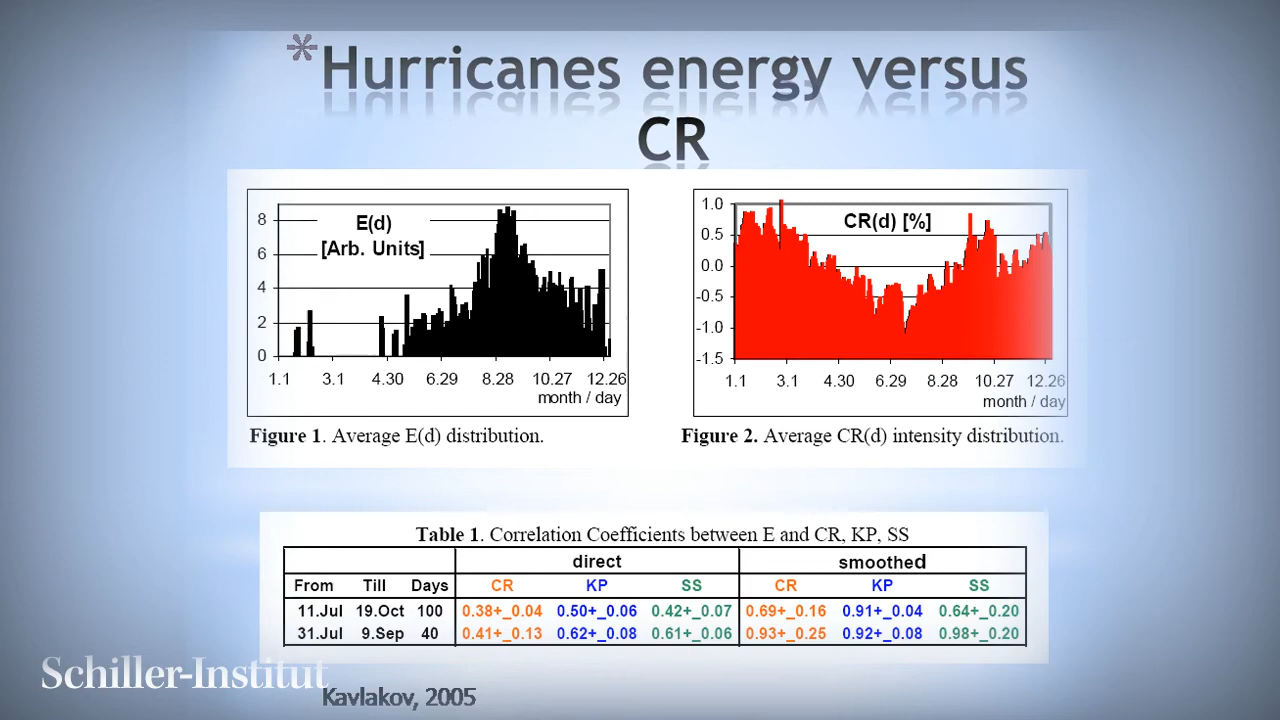 *Hurricanes energy versus
CR
E(d)
[Arb. Units]
8
6
4
2
0
1.1 3.1 4.30 6.29 8.28 10.27 12.26
month / day
Figure 1. Average E(d) distribution.
CR(d) [%]
1.0
0.5
0.0
-0.5
-1.0
-1.5
1.1 3.1 4.30 6.29 8.28 10.27 12.26
month / day
Figure 2. Average CR(d) intensity distribution.
Table 1. Correlation Coefficients between E and CR, KP, SS
direct smoothed
From Till Days CR KP SS CR KP SS
11.Jul 19.Oct 100 0.38+_0.04 0.50+_0.06 0.42+_0.07 0.69+_0.16 0.91+_0.04 0.64+_0.20
31.Jul 9.Sep 40 0.41+_0.13 0.62+_0.08 0.61+_0.06 0.93+_0.25 0.92+_0.08 0.98+_0.20
Schiller-Institut
Kavlakov, 2005